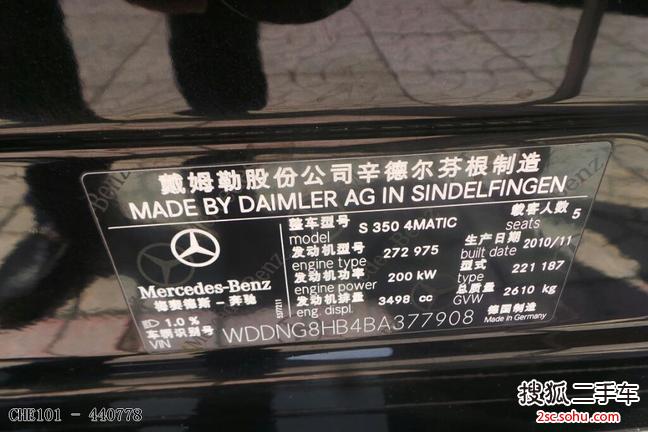 戴姆勒股份公司辛德尔芬根制造
MADE BY DAIMLER AG IN SINDELFINGEN
整车型号 S 350 4MATIC 载客人数 5
model seats
发动机型号 272 975 生产日期 2010/11
engine type built date
发动机功率 200 kW 型式 221 187
engine power type
发动机排量 3498 cc 总质量 2610 kg
eng. displ. GVW
Mercedes-Benz
梅赛德斯-奔驰
1.0 %
车辆识别号 WDDNG8HB4BA377908 德国制造
VIN Made in Germany
CHE101 - 440778
搜狐二手车
2sc.sohu.com